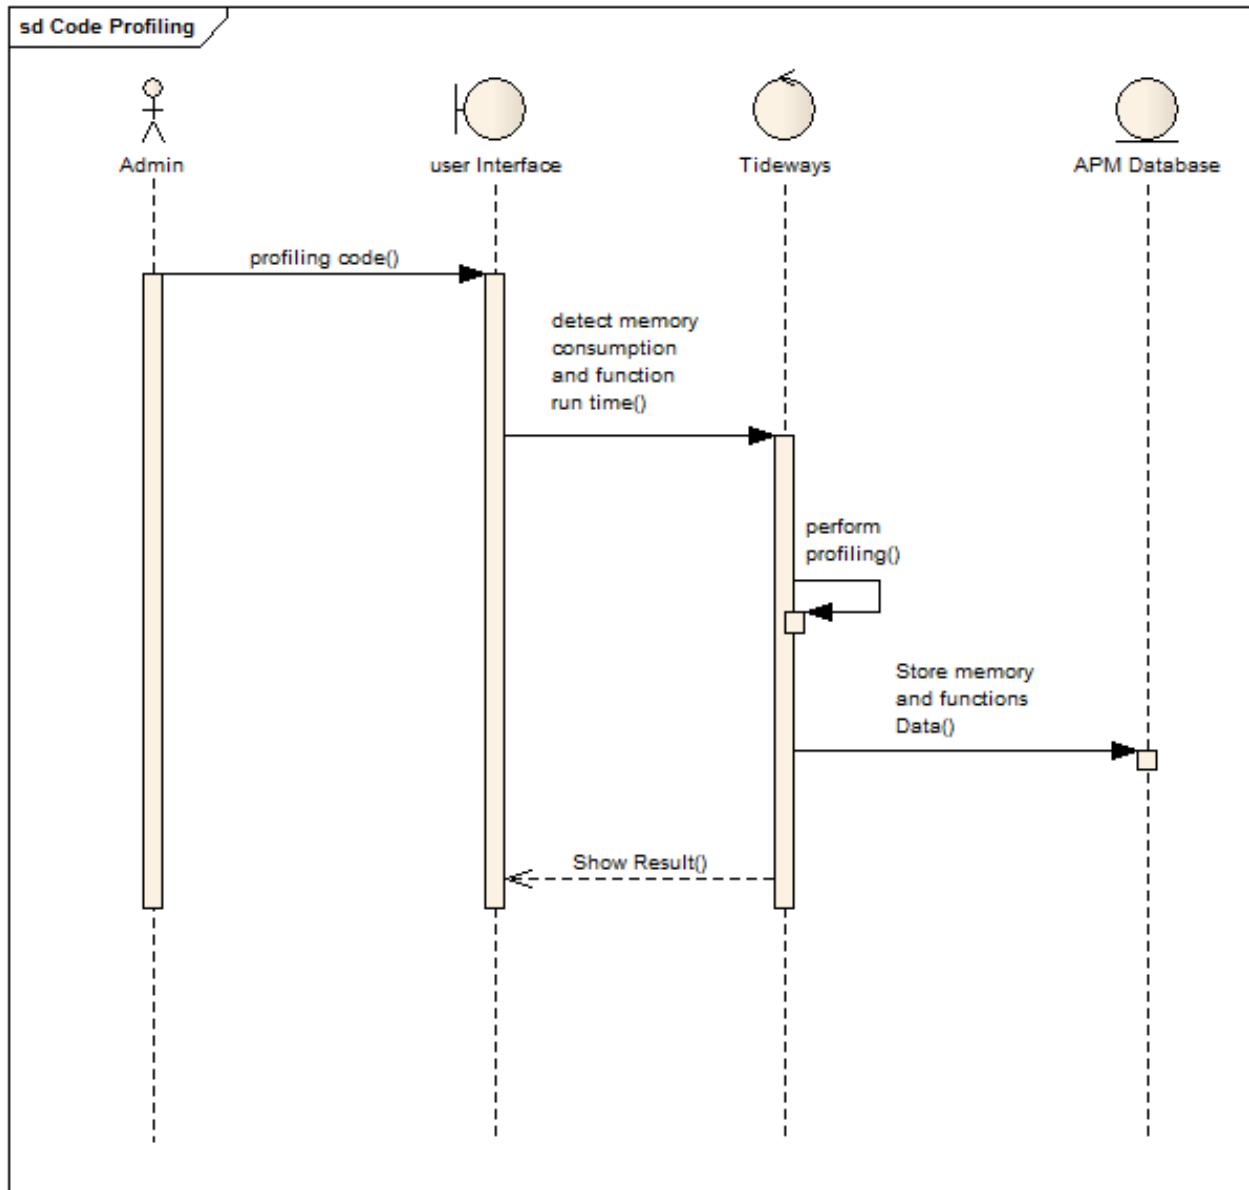 sd Code Profiling
Admin
user Interface
Tideways
APM Database
profiling code()
detect memory
consumption
and function
run time()
perform
profiling()
Store memory
and functions
Data()
Show Result()